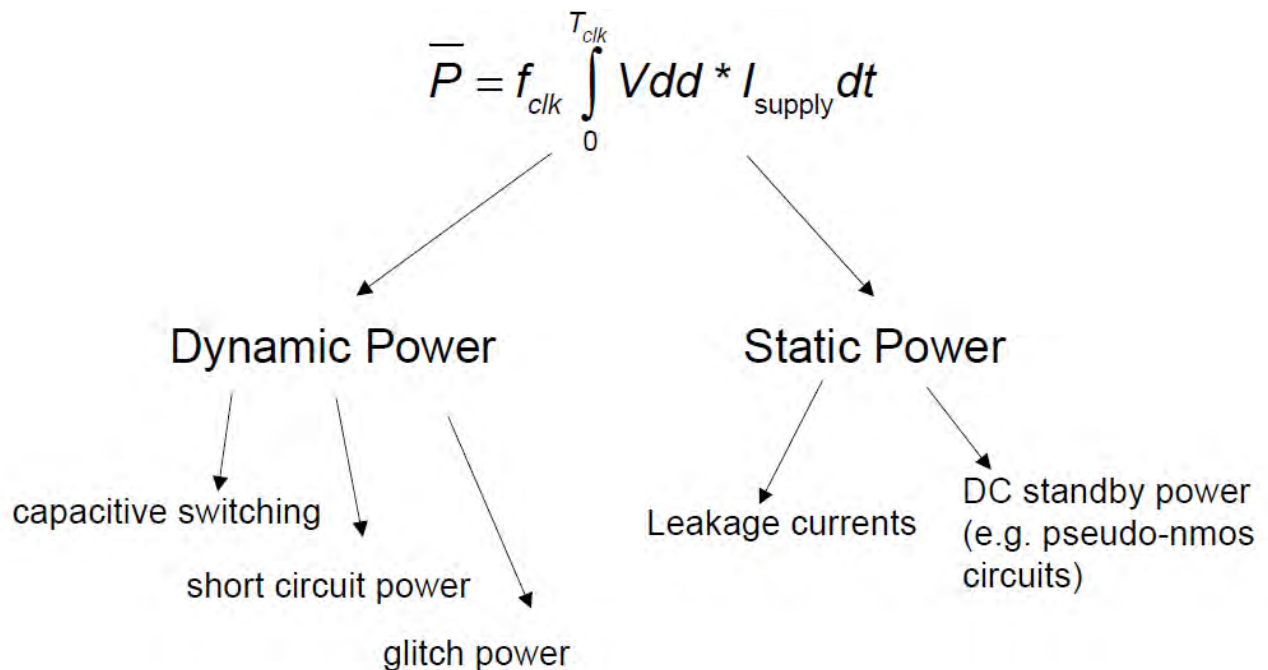 P̅ = f_clk ∫_0^T_clk Vdd * I_supply dt
Dynamic Power
Static Power
capacitive switching
short circuit power
glitch power
Leakage currents
DC standby power
(e.g. pseudo-nmos
circuits)